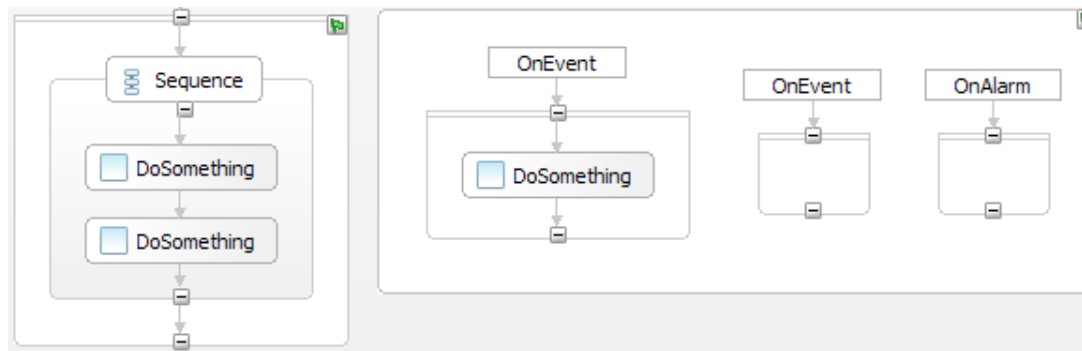 Sequence
DoSomething
DoSomething
OnEvent
DoSomething
OnEvent
OnAlarm